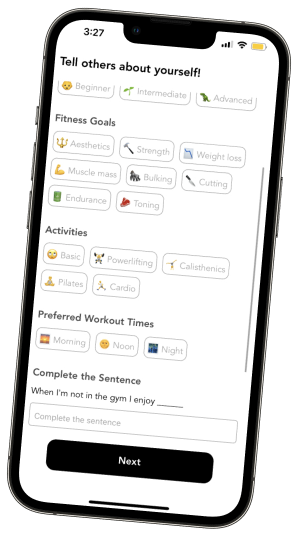 3:27
Tell others about yourself!
Beginner Intermediate Advanced
Fitness Goals
Aesthetics Strength Weight loss
Muscle mass Bulking Cutting
Endurance Toning
Activities
Basic Powerlifting Calisthenics
Pilates Cardio
Preferred Workout Times
Morning Noon Night
Complete the Sentence
When I'm not in the gym I enjoy ______
Complete the sentence
Next